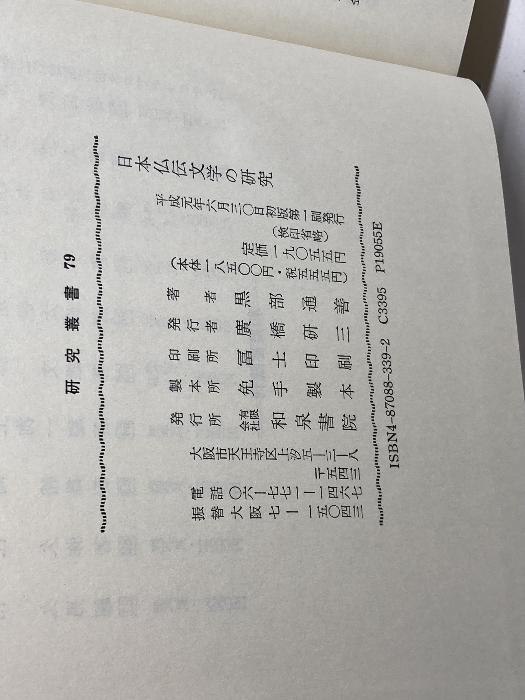 日本仏伝文学の研究
平成元年六月三〇日初版第一刷発行
(検印省略)
定価一九〇五五円
(本体一八五〇〇円・税五五五円)
著者 黒部通善
発行者 廣橋研三
印刷所 冨士印刷
製本所 免手製本
発行所 有限会社 和泉書院
大阪市天王寺区上汐五―三―八
〒五四三
電話 〇六―七七一―一四六七
振替 大阪 七―一五〇四三
研究叢書 79
ISBN4-87088-339-2 C3395 P19055E